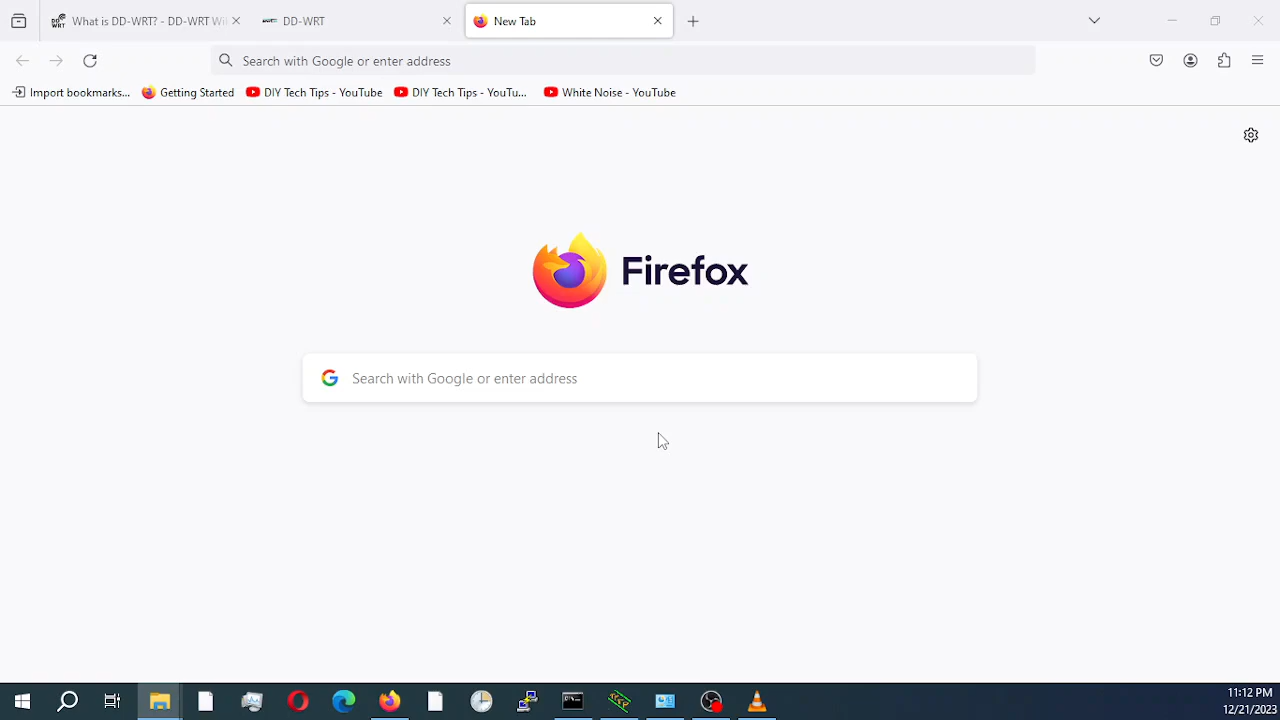 What is DD-WRT? - DD-WRT Wi
DD-WRT
New Tab
Search with Google or enter address
Import bookmarks...
Getting Started
DIY Tech Tips - YouTube
DIY Tech Tips - YouTu...
White Noise - YouTube
Firefox
Search with Google or enter address
11:12 PM
12/21/2023